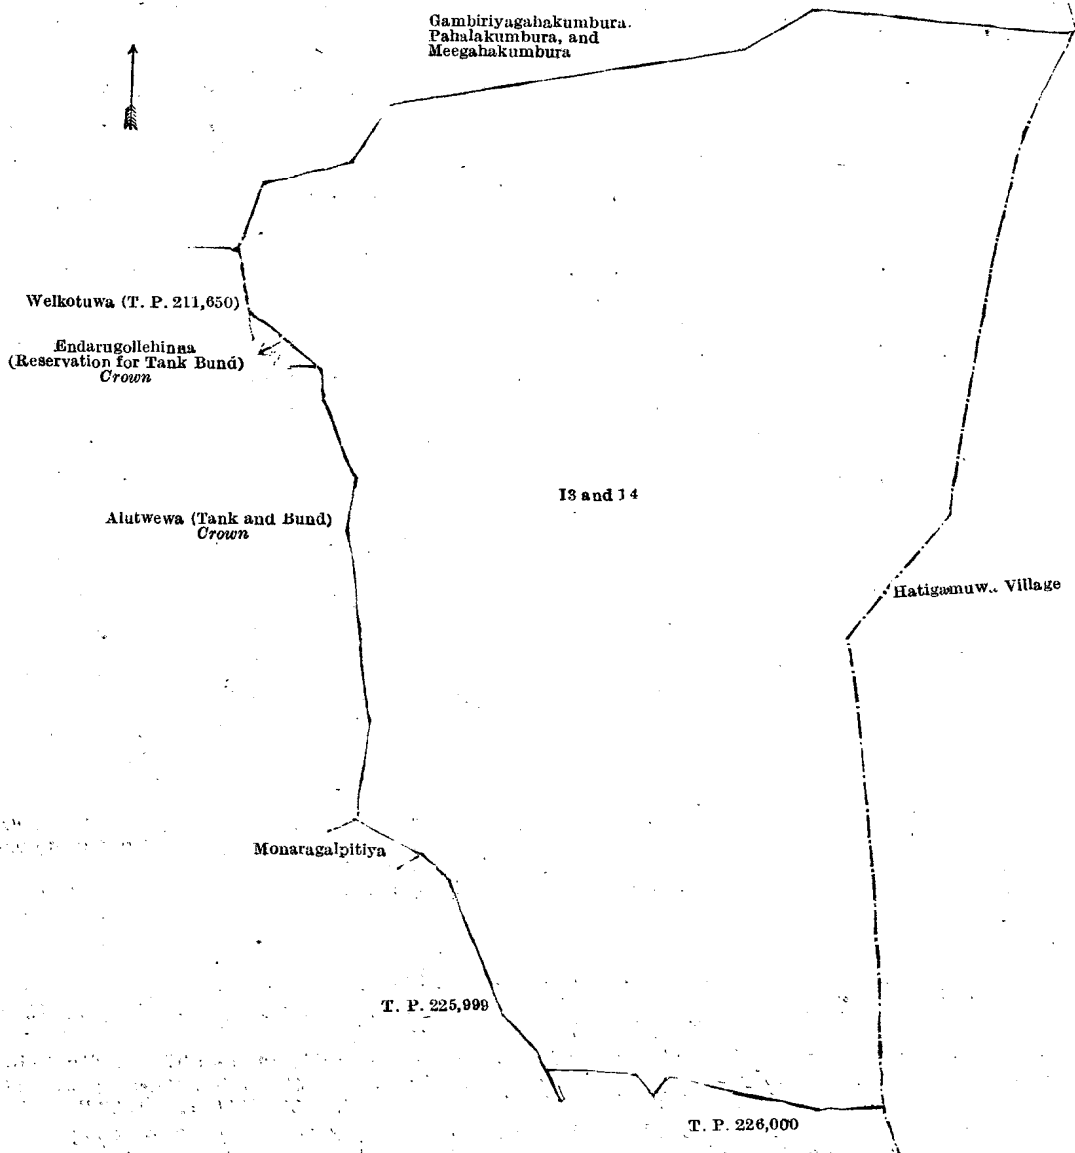 Gambiriyagahakumbura.
Pahalakumbura, and
Meegahakumbura
Welkotuwa (T. P. 211,650)
Endarugollehinna
(Reservation for Tank Bund)
Crown
13 and 14
Alutwewa (Tank and Bund)
Crown
Village
Monaragalpitiya
T. P. 225,999
T. P. 226,000